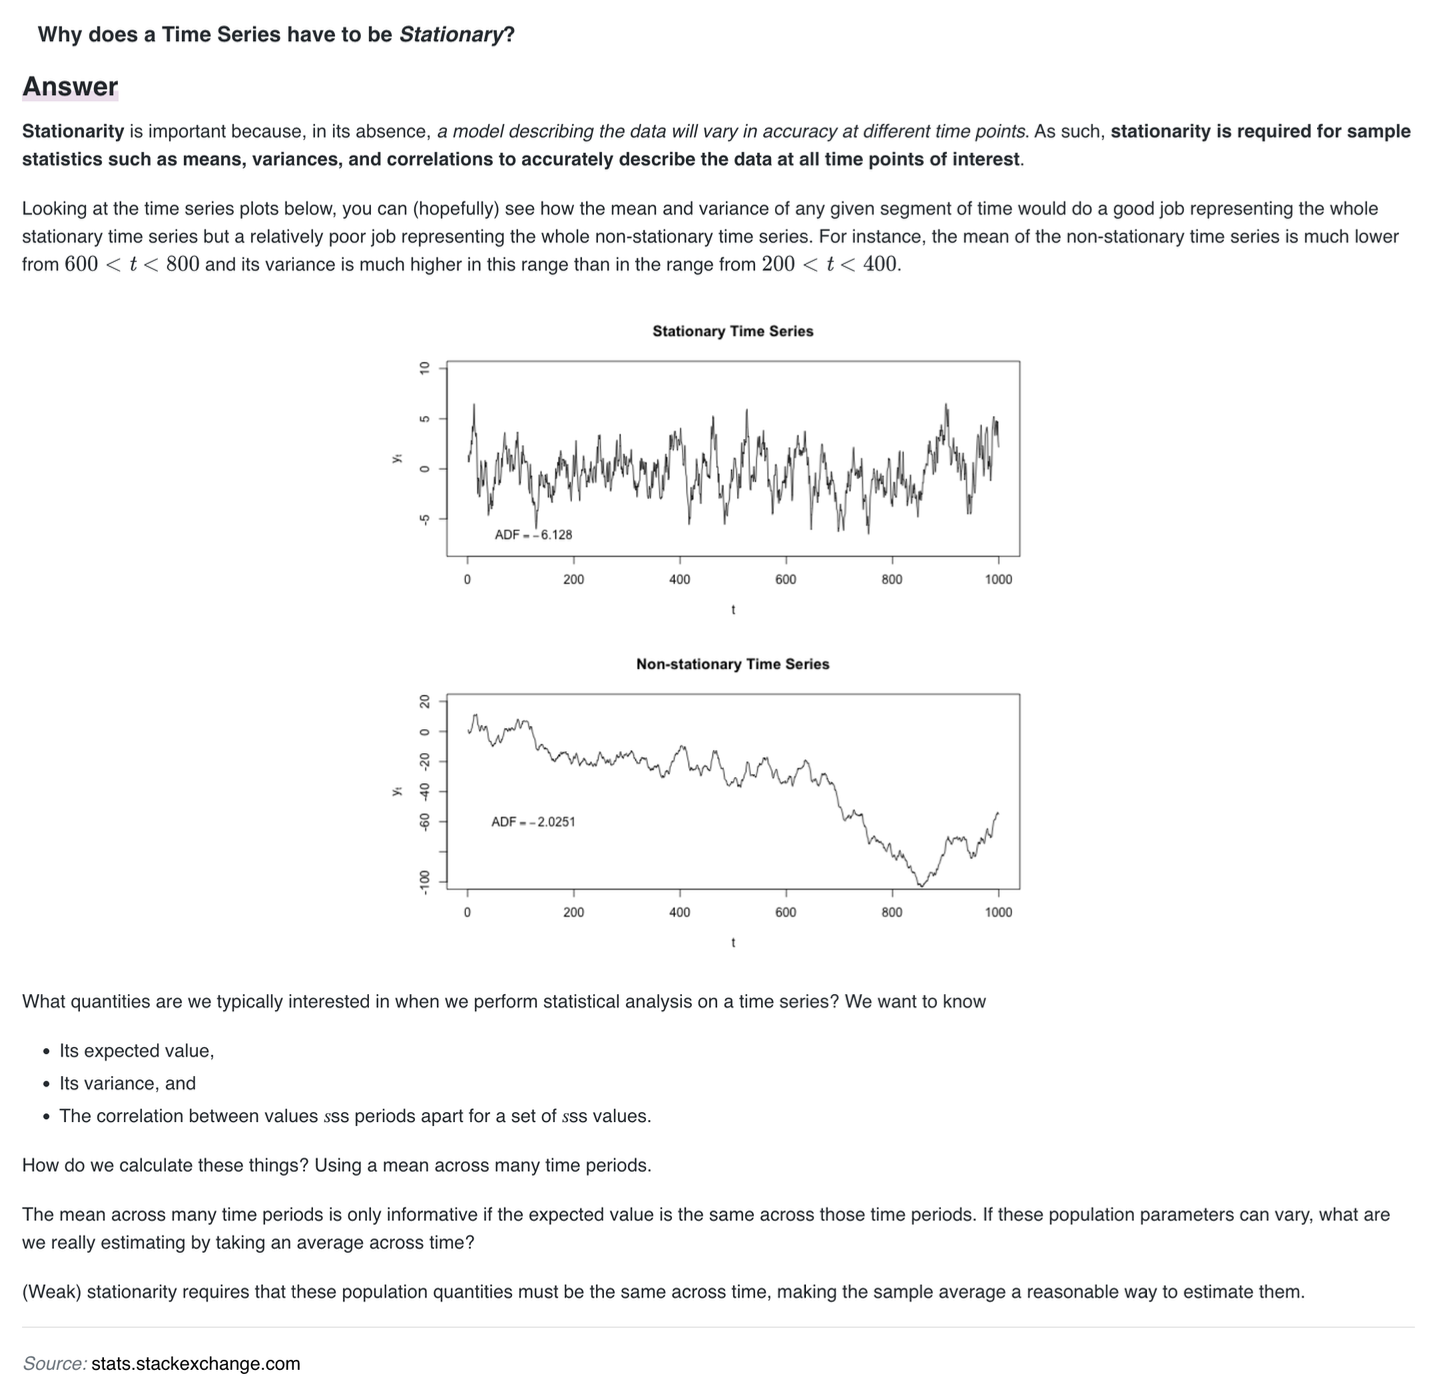 Why does a Time Series have to be Stationary?
Answer
Stationarity is important because, in its absence, a model describing the data will vary in accuracy at different time points. As such, stationarity is required for sample
statistics such as means, variances, and correlations to accurately describe the data at all time points of interest.
Looking at the time series plots below, you can (hopefully) see how the mean and variance of any given segment of time would do a good job representing the whole
stationary time series but a relatively poor job representing the whole non-stationary time series. For instance, the mean of the non-stationary time series is much lower
from 600 < t < 800 and its variance is much higher in this range than in the range from 200 < t < 400.
Stationary Time Series
10
5
0
-5
yt
ADF = -6.128
0 200 400 600 800 1000
t
Non-stationary Time Series
20
0
-20
-40
-60
-100
yt
ADF = -2.0251
0 200 400 600 800 1000
t
What quantities are we typically interested in when we perform statistical analysis on a time series? We want to know
• Its expected value,
• Its variance, and
• The correlation between values sss periods apart for a set of sss values.
How do we calculate these things? Using a mean across many time periods.
The mean across many time periods is only informative if the expected value is the same across those time periods. If these population parameters can vary, what are
we really estimating by taking an average across time?
(Weak) stationarity requires that these population quantities must be the same across time, making the sample average a reasonable way to estimate them.
Source: stats.stackexchange.com